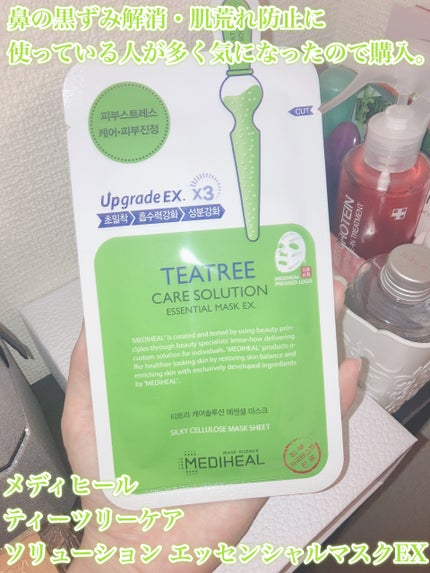 鼻の黒ずみ解消・肌荒れ防止に
使っている人が多く気になったので購入。
피부스트레스
케어·피부진정
CUT
Upgrade EX. x3
초밀착 흡수력강화 성분강화
MEDIHEAL
PRESSED LOGO
TEATREE
CARE SOLUTION
ESSENTIAL MASK EX.
'MEDIHEAL' is created and tested by using beauty prin-
ciples through beauty specialists' know-how delivering
custom solution for individuals. 'MEDIHEAL' products o-
ffer healthier looking skin by restoring skin balance and
enriching skin with exclusively developed ingredients
by 'MEDIHEAL'.
티트리 케어솔루션 에센셜 마스크
SILKY CELLULOSE MASK SHEET
MASK SCIENCE
MEDIHEAL
メディヒール
ティーツリーケア
ソリューション エッセンシャルマスクEX